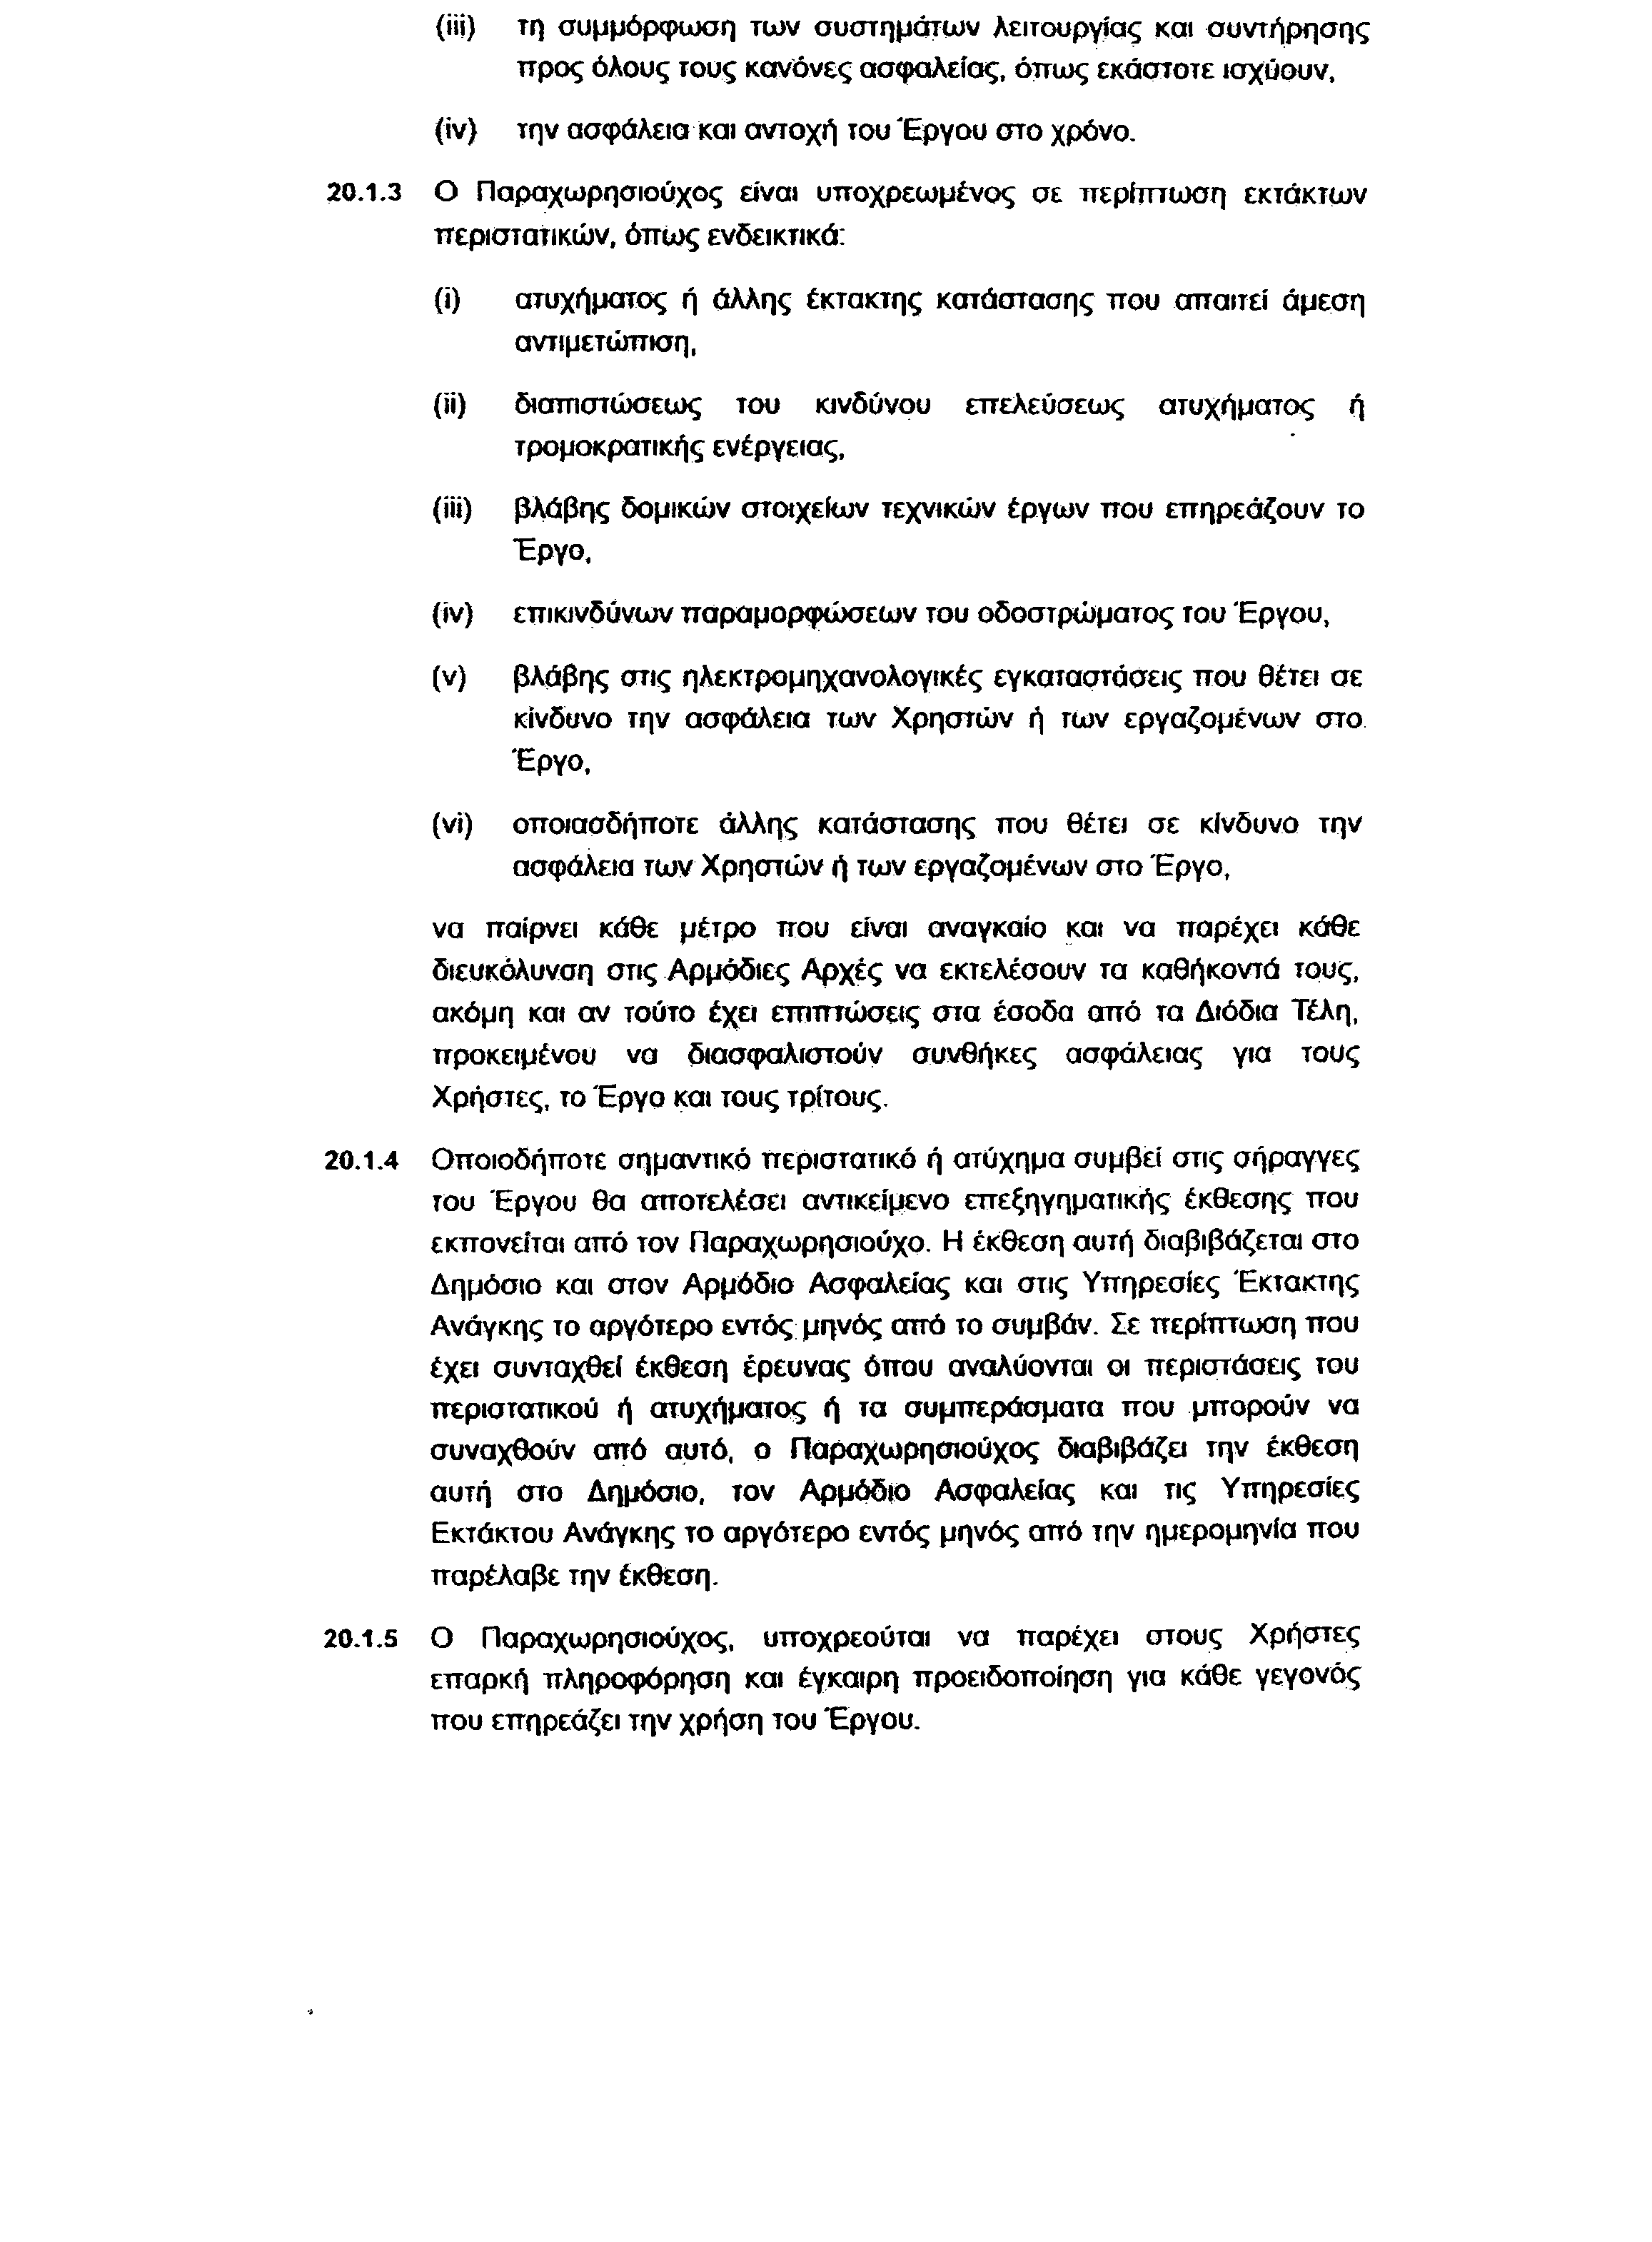 (iii) τη συμμόρφωση των συστημάτων λειτουργίας και συντήρησης
προς όλους τους κανόνες ασφαλείας, όπως εκάστοτε ισχύουν,
(iv) την ασφάλεια και αντοχή του Έργου στο χρόνο.
20.1.3 Ο Παραχωρησιούχος είναι υποχρεωμένος σε περίπτωση εκτάκτων
περιστατικών, όπως ενδεικτικά:
(i) ατυχήματος ή άλλης έκτακτης κατάστασης που απαιτεί άμεση
αντιμετώπιση,
(ii) διαπιστώσεως του κινδύνου επελεύσεως ατυχήματος ή
τρομοκρατικής ενέργειας,
(iii) βλάβης δομικών στοιχείων τεχνικών έργων που επηρεάζουν το
Έργο,
(iv) επικινδύνων παραμορφώσεων του οδοστρώματος του Έργου,
(v) βλάβης στις ηλεκτρομηχανολογικές εγκαταστάσεις που θέτει σε
κίνδυνο την ασφάλεια των Χρηστών ή των εργαζομένων στο
Έργο,
(vi) οποιασδήποτε άλλης κατάστασης που θέτει σε κίνδυνο την
ασφάλεια των Χρηστών ή των εργαζομένων στο Έργο,
να παίρνει κάθε μέτρο που είναι αναγκαίο και να παρέχει κάθε
διευκόλυνση στις Αρμόδιες Αρχές να εκτελέσουν τα καθήκοντά τους,
ακόμη και αν τούτο έχει επιπτώσεις στα έσοδα από τα Διόδια Τέλη,
προκειμένου να διασφαλιστούν συνθήκες ασφάλειας για τους
Χρήστες, το Έργο και τους τρίτους.
20.1.4 Οποιοδήποτε σημαντικό περιστατικό ή ατύχημα συμβεί στις σήραγγες
του Έργου θα αποτελέσει αντικείμενο επεξηγηματικής έκθεσης που
εκπονείται από τον Παραχωρησιούχο. Η έκθεση αυτή διαβιβάζεται στο
Δημόσιο και στον Αρμόδιο Ασφαλείας και στις Υπηρεσίες Έκτακτης
Ανάγκης το αργότερο εντός μηνός από το συμβάν. Σε περίπτωση που
έχει συνταχθεί έκθεση έρευνας όπου αναλύονται οι περιστάσεις του
περιστατικού ή ατυχήματος ή τα συμπεράσματα που μπορούν να
συναχθούν από αυτό, ο Παραχωρησιούχος διαβιβάζει την έκθεση
αυτή στο Δημόσιο, τον Αρμόδιο Ασφαλείας και τις Υπηρεσίες
Εκτάκτου Ανάγκης το αργότερο εντός μηνός από την ημερομηνία που
παρέλαβε την έκθεση.
20.1.5 Ο Παραχωρησιούχος, υποχρεούται να παρέχει στους Χρήστες
επαρκή πληροφόρηση και έγκαιρη προειδοποίηση για κάθε γεγονός
που επηρεάζει την χρήση του Έργου.